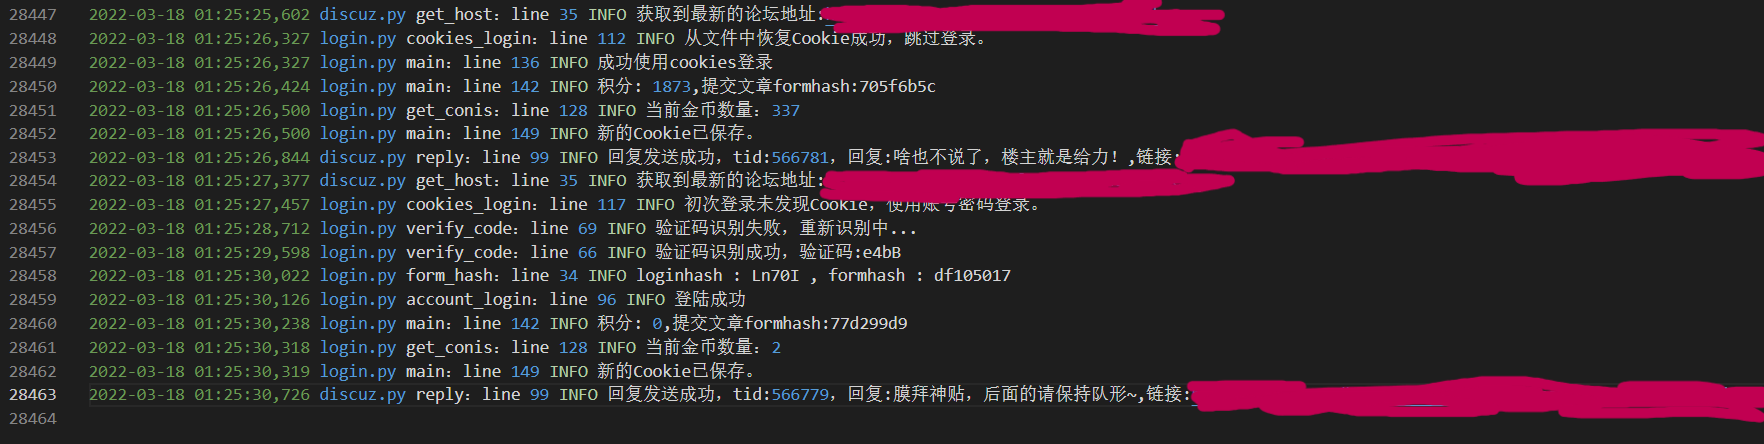 28447 2022-03-18 01:25:25,602 discuz.py get_host：line 35 INFO 获取到最新的论坛地址:
28448 2022-03-18 01:25:26,327 login.py cookies_login：line 112 INFO 从文件中恢复Cookie成功，跳过登录。
28449 2022-03-18 01:25:26,327 login.py main：line 136 INFO 成功使用cookies登录
28450 2022-03-18 01:25:26,424 login.py main：line 142 INFO 积分: 1873,提交文章formhash:705f6b5c
28451 2022-03-18 01:25:26,500 login.py get_conis：line 128 INFO 当前金币数量：337
28452 2022-03-18 01:25:26,500 login.py main：line 149 INFO 新的Cookie已保存。
28453 2022-03-18 01:25:26,844 discuz.py reply：line 99 INFO 回复发送成功，tid:566781，回复:啥也不说了，楼主就是给力！,链接:
28454 2022-03-18 01:25:27,377 discuz.py get_host：line 35 INFO 获取到最新的论坛地址:
28455 2022-03-18 01:25:27,457 login.py cookies_login：line 117 INFO 初次登录未发现Cookie，使用账号密码登录。
28456 2022-03-18 01:25:28,712 login.py verify_code：line 69 INFO 验证码识别失败，重新识别中...
28457 2022-03-18 01:25:29,598 login.py verify_code：line 66 INFO 验证码识别成功，验证码:e4bB
28458 2022-03-18 01:25:30,022 login.py form_hash：line 34 INFO loginhash : Ln70I , formhash : df105017
28459 2022-03-18 01:25:30,126 login.py account_login：line 96 INFO 登陆成功
28460 2022-03-18 01:25:30,238 login.py main：line 142 INFO 积分: 0,提交文章formhash:77d299d9
28461 2022-03-18 01:25:30,318 login.py get_conis：line 128 INFO 当前金币数量：2
28462 2022-03-18 01:25:30,319 login.py main：line 149 INFO 新的Cookie已保存。
28463 2022-03-18 01:25:30,726 discuz.py reply：line 99 INFO 回复发送成功，tid:566779，回复:膜拜神贴，后面的请保持队形~,链接:
28464